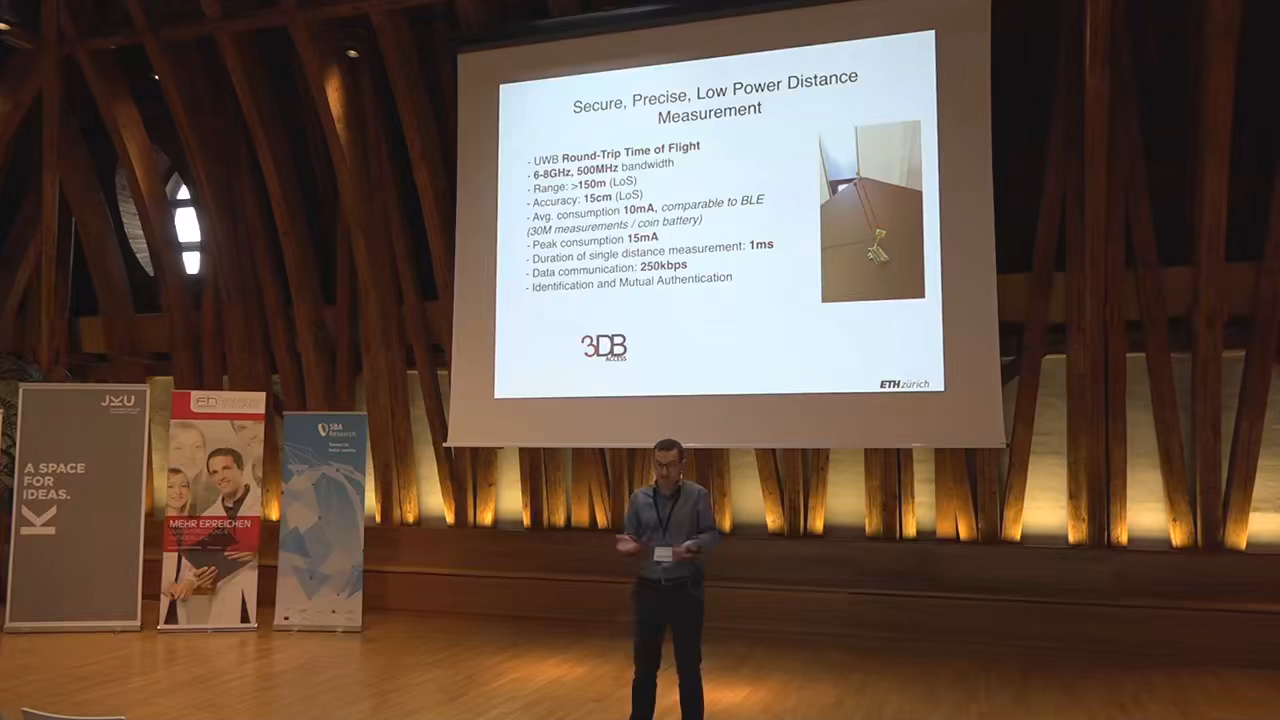 Secure, Precise, Low Power Distance
Measurement
- UWB Round-Trip Time of Flight
- 6-8GHz, 500MHz bandwidth
- Range: >150m (LoS)
- Accuracy: 15cm (LoS)
- Avg. consumption 10mA, comparable to BLE
(30M measurements / coin battery)
- Peak consumption 15mA
- Duration of single distance measurement: 1ms
- Data communication: 250kbps
- Identification and Mutual Authentication
3DB
ACCESS
ETH zürich
JKU
A SPACE
FOR
IDEAS.
K
fh
MEHR ERREICHEN
SBA
Research